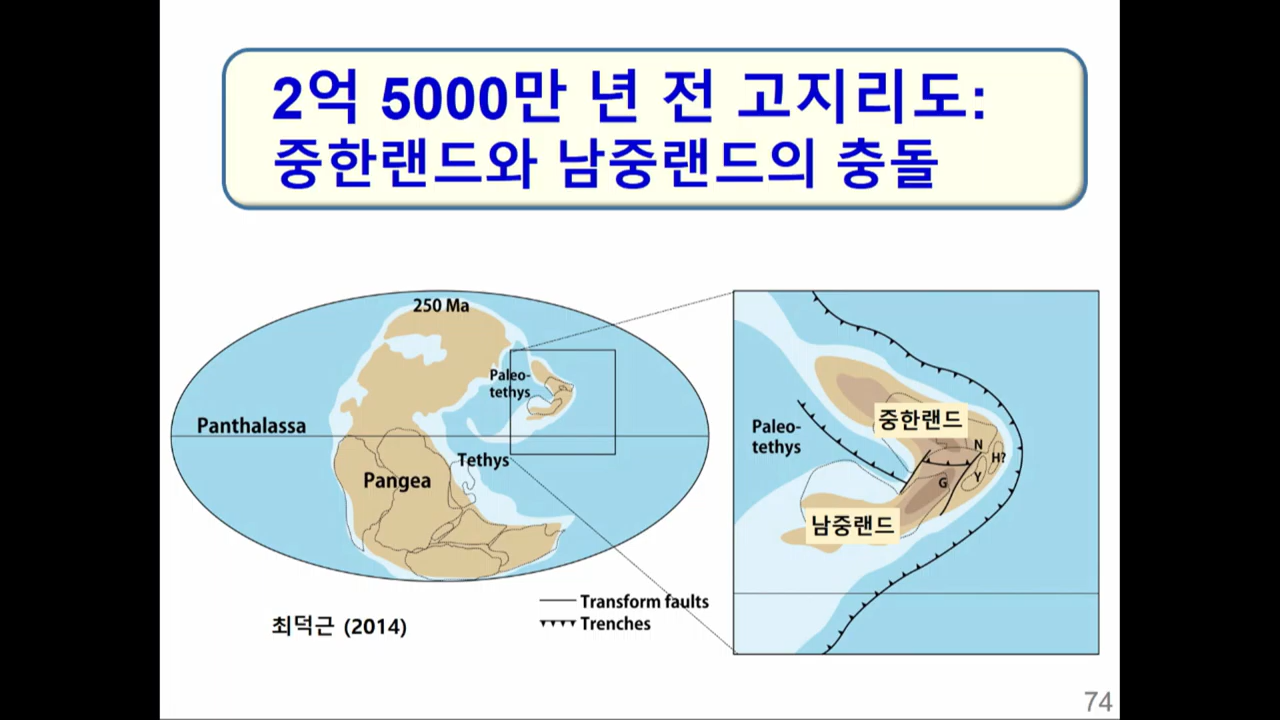 2억 5000만 년 전 고지리도:
중한랜드와 남중랜드의 충돌
250 Ma
Paleo-
tethys
Panthalassa
Tethys
Pangea
중한랜드
Paleo-
tethys
N
H?
G
Y
남중랜드
Transform faults
Trenches
최덕근 (2014)
74